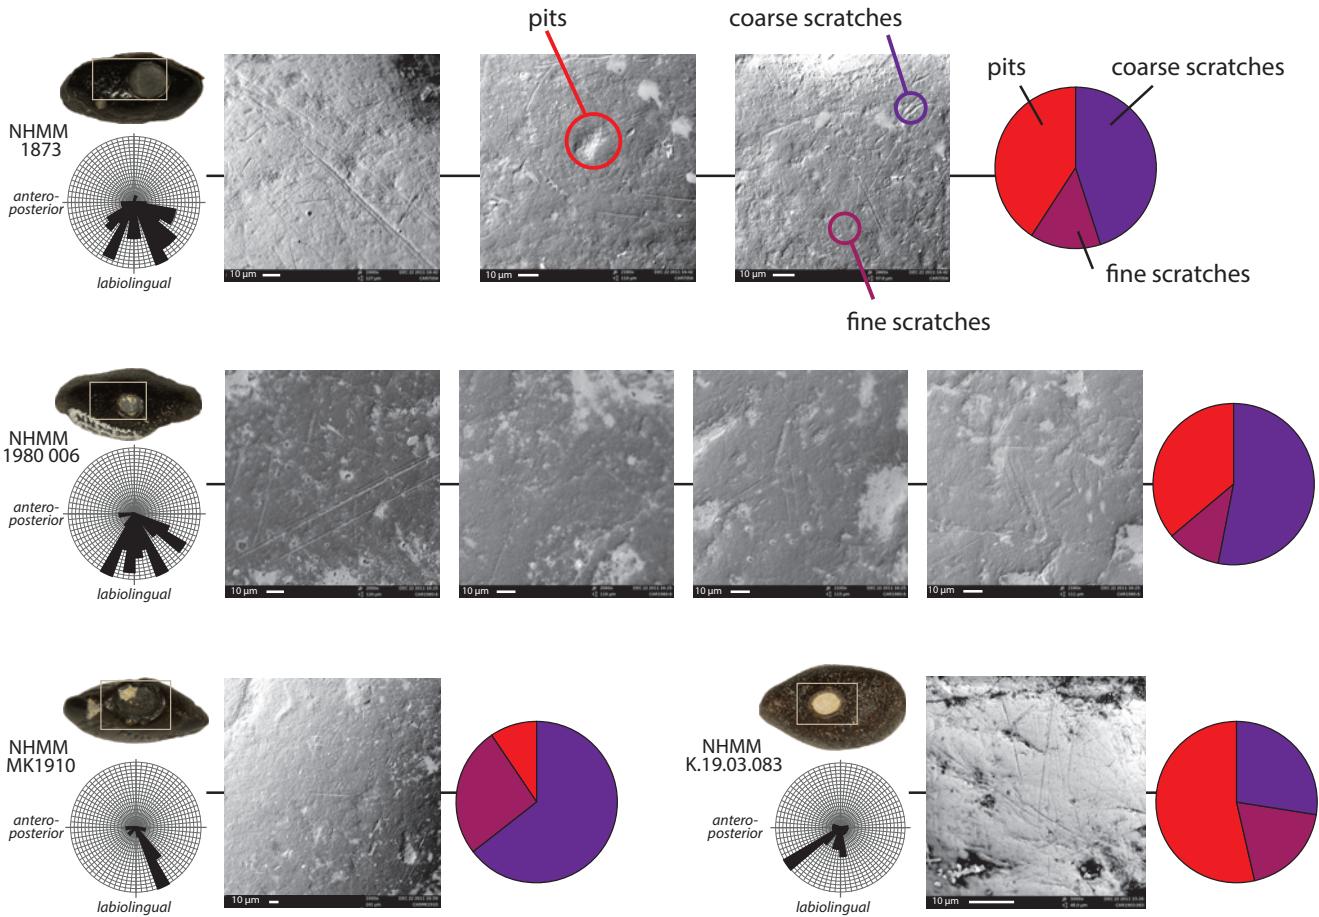 pits
coarse scratches
pits
coarse scratches
NHMM
1873
antero-
posterior
labiolingual
10 µm
10 µm
10 µm
fine scratches
fine scratches
NHMM
1980 006
antero-
posterior
labiolingual
10 µm
10 µm
10 µm
10 µm
NHMM
MK1910
antero-
posterior
labiolingual
10 µm
NHMM
K.19.03.083
antero-
posterior
labiolingual
10 µm